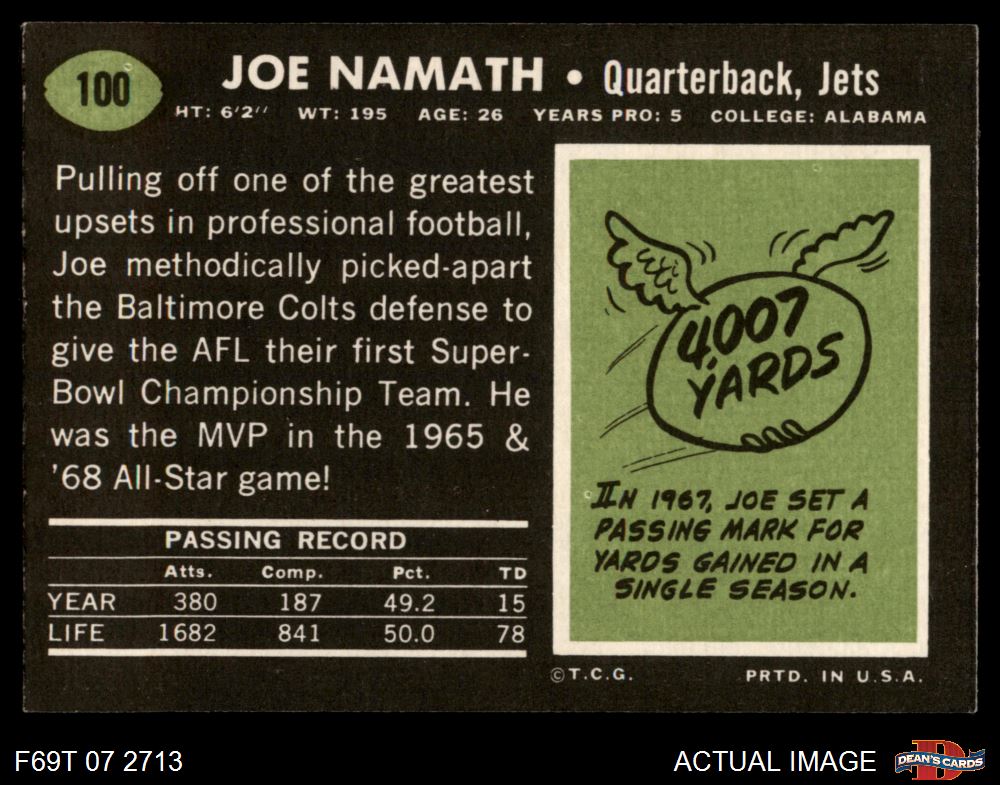 100
JOE NAMATH • Quarterback, Jets
HT: 6'2'' WT: 195 AGE: 26 YEARS PRO: 5 COLLEGE: ALABAMA
Pulling off one of the greatest
upsets in professional football,
Joe methodically picked-apart
the Baltimore Colts defense to
give the AFL their first Super-
Bowl Championship Team. He
was the MVP in the 1965 &
'68 All-Star game!
PASSING RECORD
Atts. Comp. Pct. TD
YEAR 380 187 49.2 15
LIFE 1682 841 50.0 78
4,007
YARDS
IN 1967, JOE SET A
PASSING MARK FOR
YARDS GAINED IN A
SINGLE SEASON.
© T.C.G. PRTD. IN U.S.A.
F69T 07 2713
ACTUAL IMAGE
D
DEAN'S CARDS